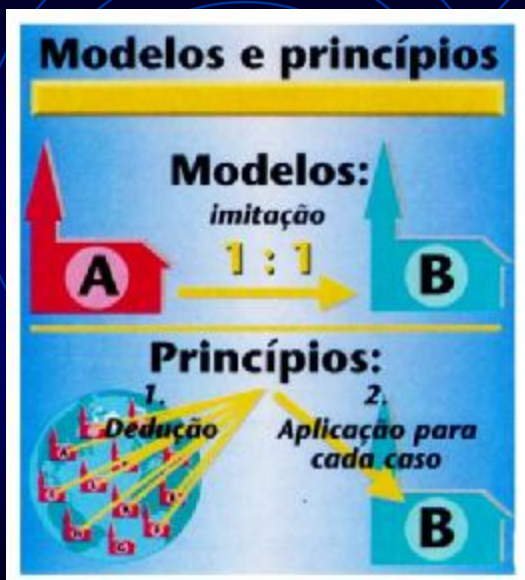 Modelos e princípios
Modelos:
imitação
1 : 1
A
B
Princípios:
1.
Dedução
2.
Aplicação para
cada caso
A
G
B